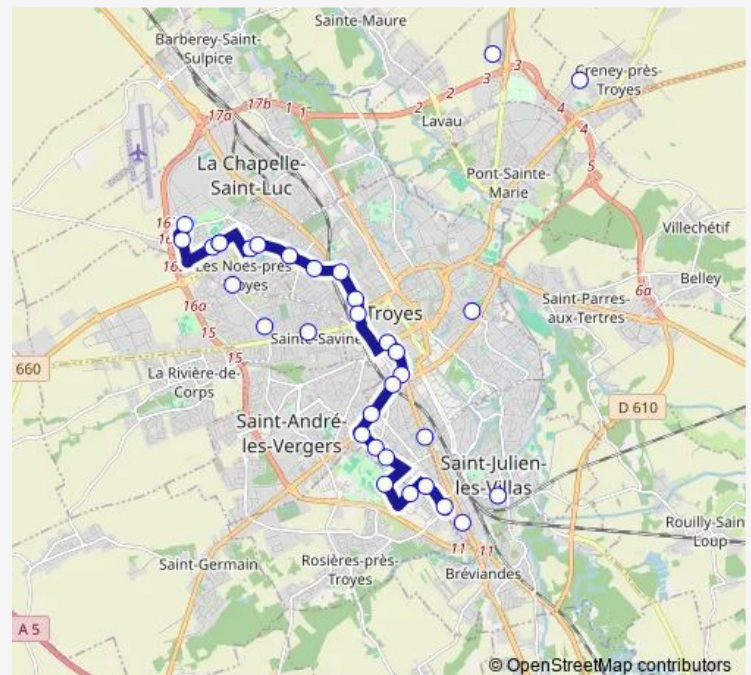 Sainte-Maure
Barberey-Saint-
Sulpice
3
3
Creney-près-
Troyes
2
17b
1
1
2
4
17a
Lavau
4
La Chapelle-
Saint-Luc
5
Pont-Sainte-
Marie
Villechétif
Les Noës-près
Belley
6a
16a
Saint-Parres-
aux-Tertres
Troyes
15
Sainte-Savine
15
660
La Rivière-de-
Corps
D 610
Saint-André-
les-Vergers
Saint-Julien-
les-Villas
Rouilly-Sain
Loup
11
11
Saint-Germain
Rosières-près-
Troyes
Bréviandes
A 5
© OpenStreetMap contributors